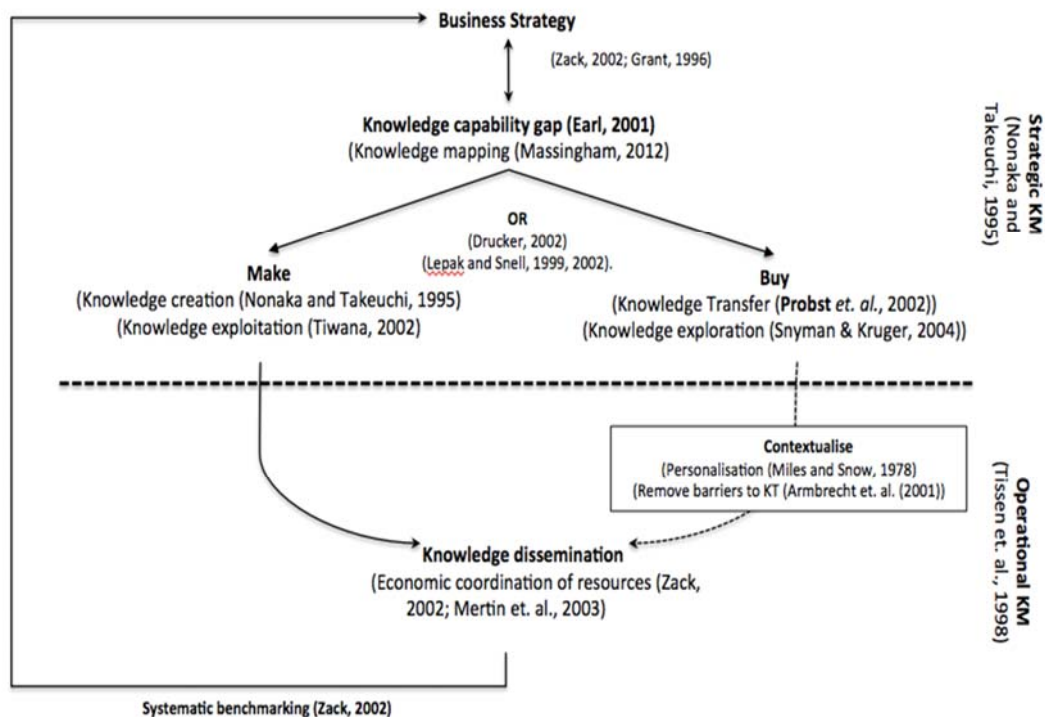 Business Strategy
(Zack, 2002; Grant, 1996)
Knowledge capability gap (Earl, 2001)
(Knowledge mapping (Massingham, 2012)
OR
(Drucker, 2002)
(Lepak and Snell, 1999, 2002).
Make
(Knowledge creation (Nonaka and Takeuchi, 1995)
(Knowledge exploitation (Tiwana, 2002)
Buy
(Knowledge Transfer (Probst et. al., 2002))
(Knowledge exploration (Snyman & Kruger, 2004))
Strategic KM
(Nonaka and
Takeuchi, 1995)
Contextualise
(Personalisation (Miles and Snow, 1978)
(Remove barriers to KT (Armbrecht et. al. (2001))
Knowledge dissemination
(Economic coordination of resources (Zack,
2002; Mertin et. al., 2003)
Operational KM
(Tissen et. al., 1998)
Systematic benchmarking (Zack, 2002)